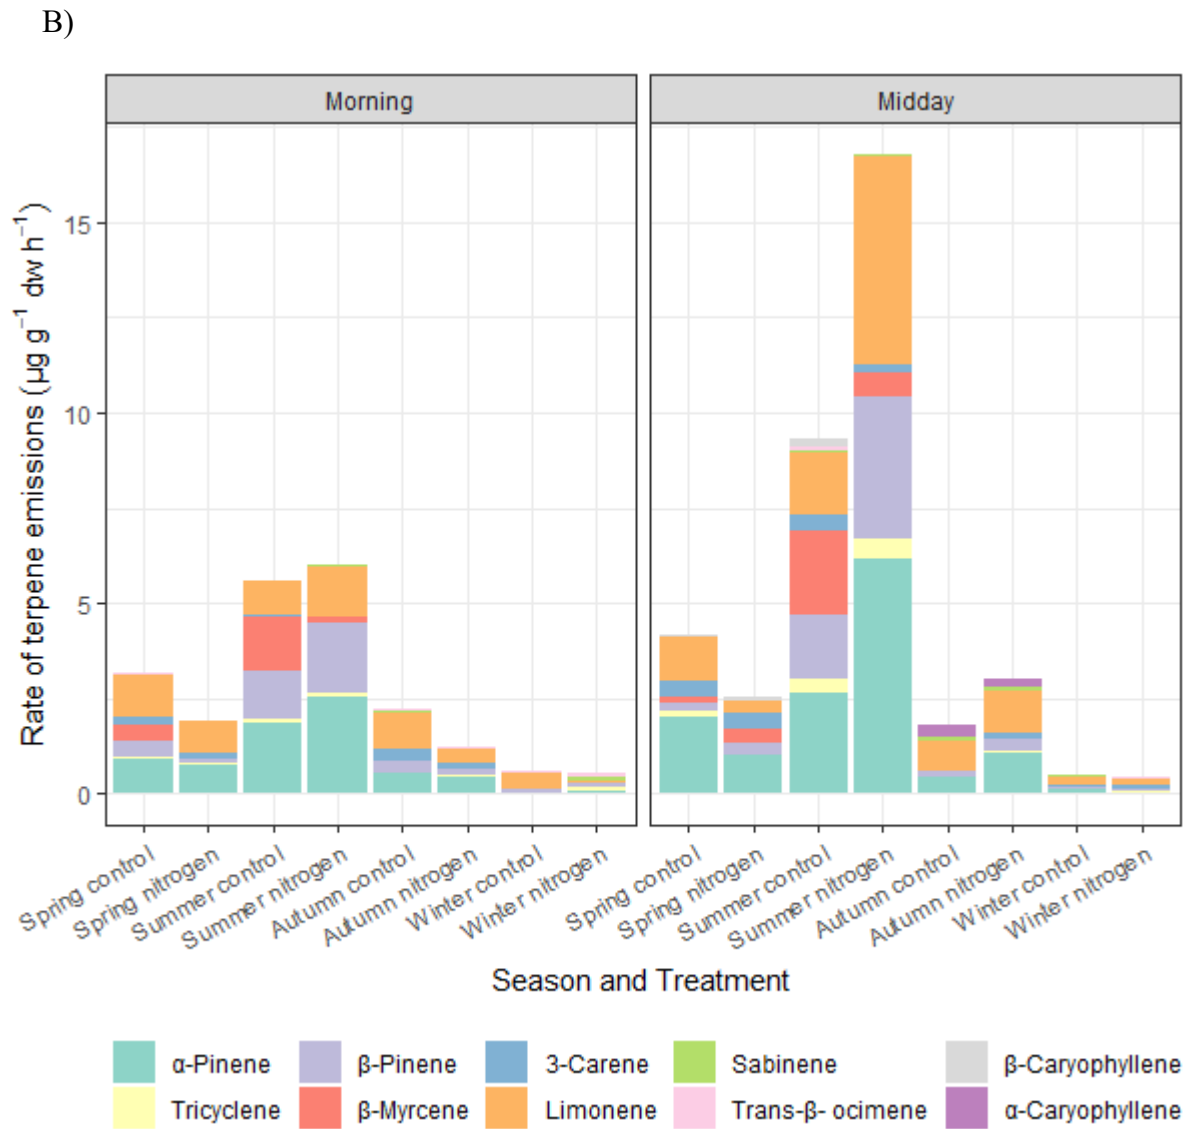 B)
Morning
Midday
Rate of terpene emissions (µg g⁻¹ dw h⁻¹)
15
10
5
0
Spring control
Spring nitrogen
Summer control
Summer nitrogen
Autumn control
Autumn nitrogen
Winter control
Winter nitrogen
Spring control
Spring nitrogen
Summer control
Summer nitrogen
Autumn control
Autumn nitrogen
Winter control
Winter nitrogen
Season and Treatment
α-Pinene
β-Pinene
3-Carene
Sabinene
β-Caryophyllene
Tricyclene
β-Myrcene
Limonene
Trans-β- ocimene
α-Caryophyllene